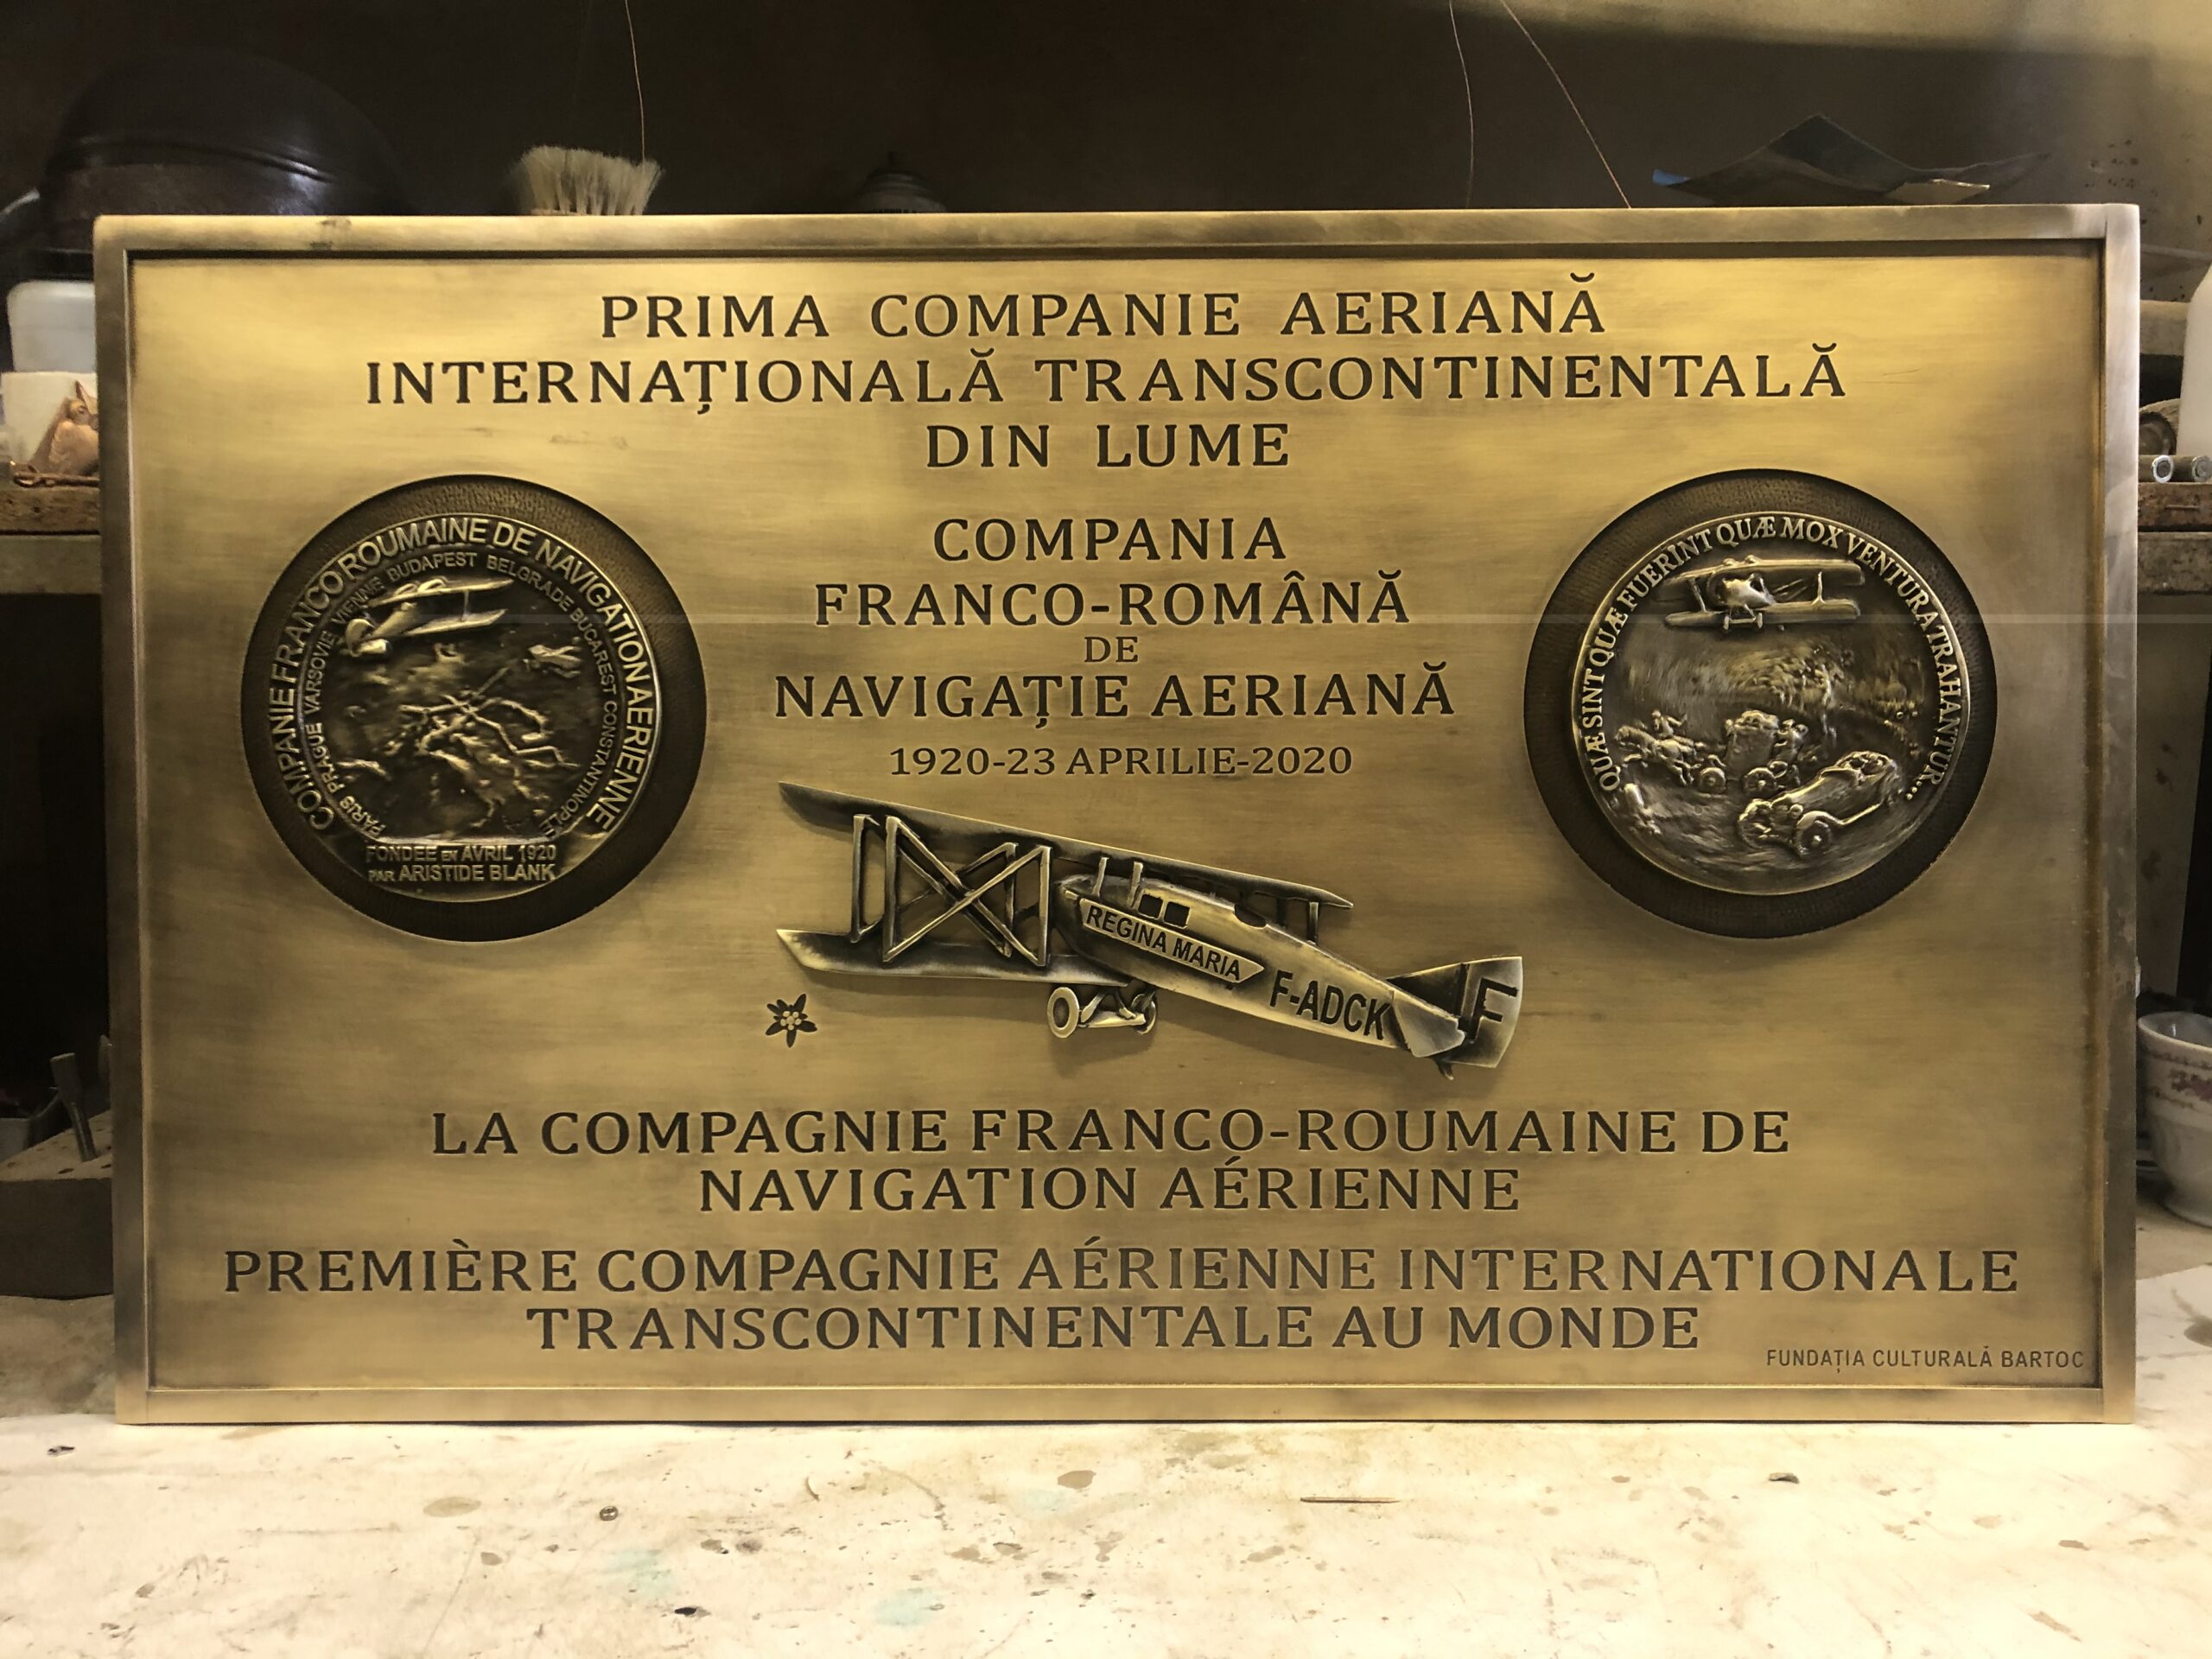 PRIMA COMPANIE AERIANĂ
INTERNAȚIONALĂ TRANSCONTINENTALĂ
DIN LUME
COMPANIE FRANCO ROUMAINE DE NAVIGATION AERIENNE
PARIS PRAGUE VARSOVIE VIENNE BUDAPEST BELGRADE BUCAREST CONSTANTINOPLE
FONDEE EN AVRIL 1920
PAR ARISTIDE BLANK
COMPANIA
FRANCO-ROMÂNĂ
DE
NAVIGAȚIE AERIANĂ
1920-23 APRILIE-2020
QUÆ SINT QUÆ FUERINT QUÆ MOX VENTURA TRAHANTUR...
REGINA MARIA
F-ADCK
F
LA COMPAGNIE FRANCO-ROUMAINE DE
NAVIGATION AÉRIENNE
PREMIÈRE COMPAGNIE AÉRIENNE INTERNATIONALE
TRANSCONTINENTALE AU MONDE
FUNDAȚIA CULTURALĂ BARTOC